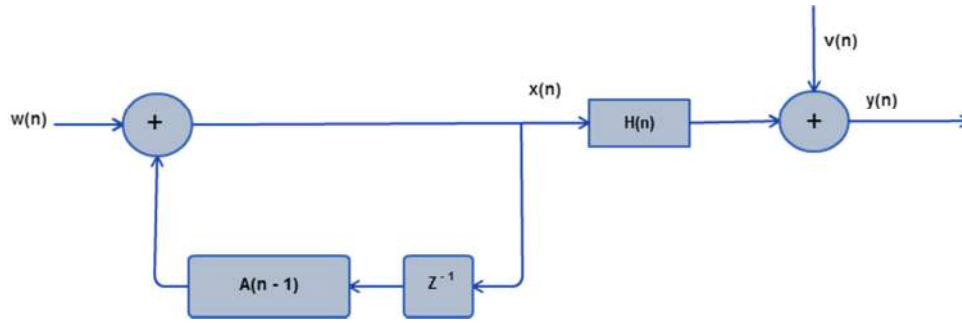 v(n)
x(n)
y(n)
w(n)
+
H(n)
+
A(n - 1)
Z⁻¹